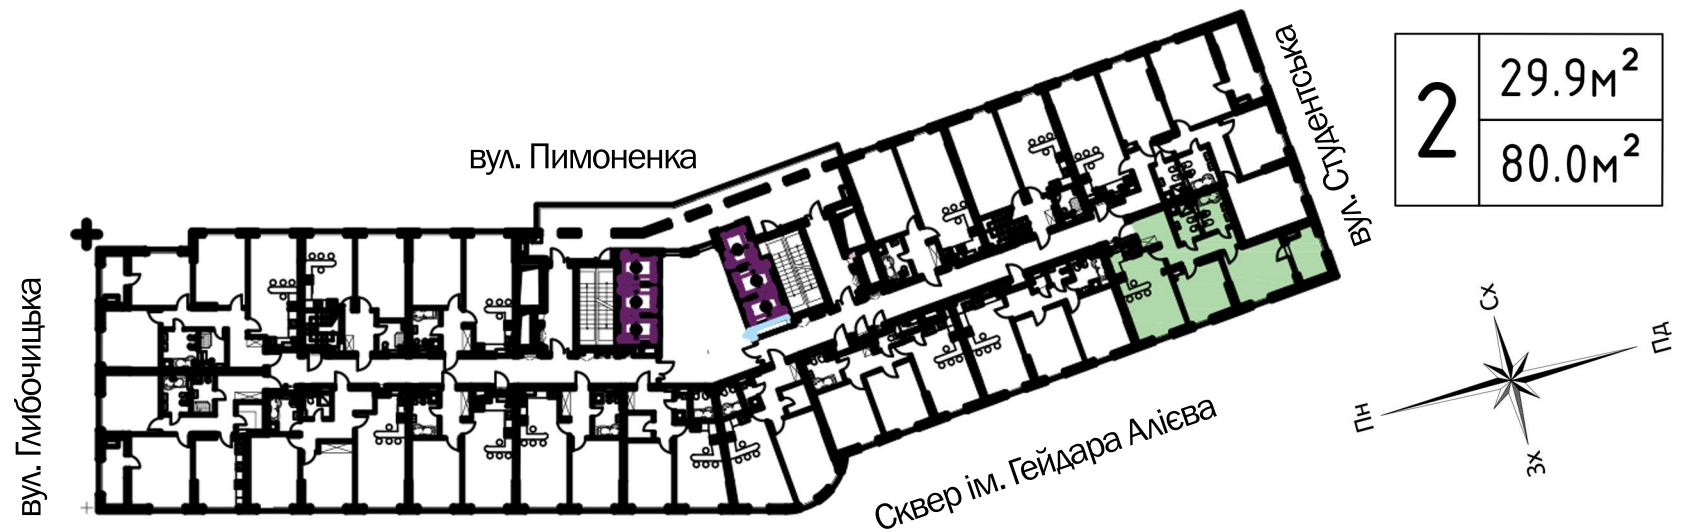 вул. Глибочицька
вул. Пимоненка
вул. Студентська
Сквер ім. Гейдара Алієва
2
29.9м²
80.0м²
Сх
Пд
Пн
Зх